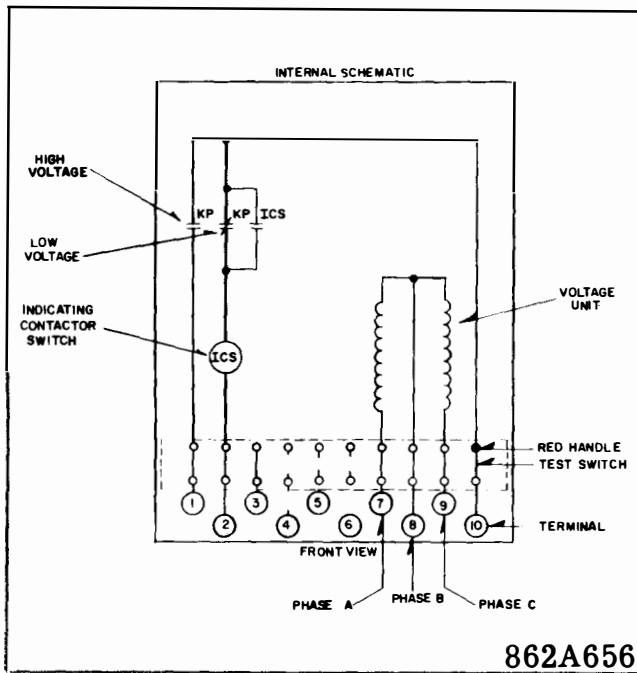 INTERNAL SCHEMATIC
HIGH
VOLTAGE
KP
KP
ICS
LOW
VOLTAGE
VOLTAGE
UNIT
INDICATING
CONTACTOR
SWITCH
ICS
RED HANDLE
TEST SWITCH
1
3
5
7
9
2
4
6
8
10
TERMINAL
FRONT VIEW
PHASE A
PHASE B
PHASE C
862A656